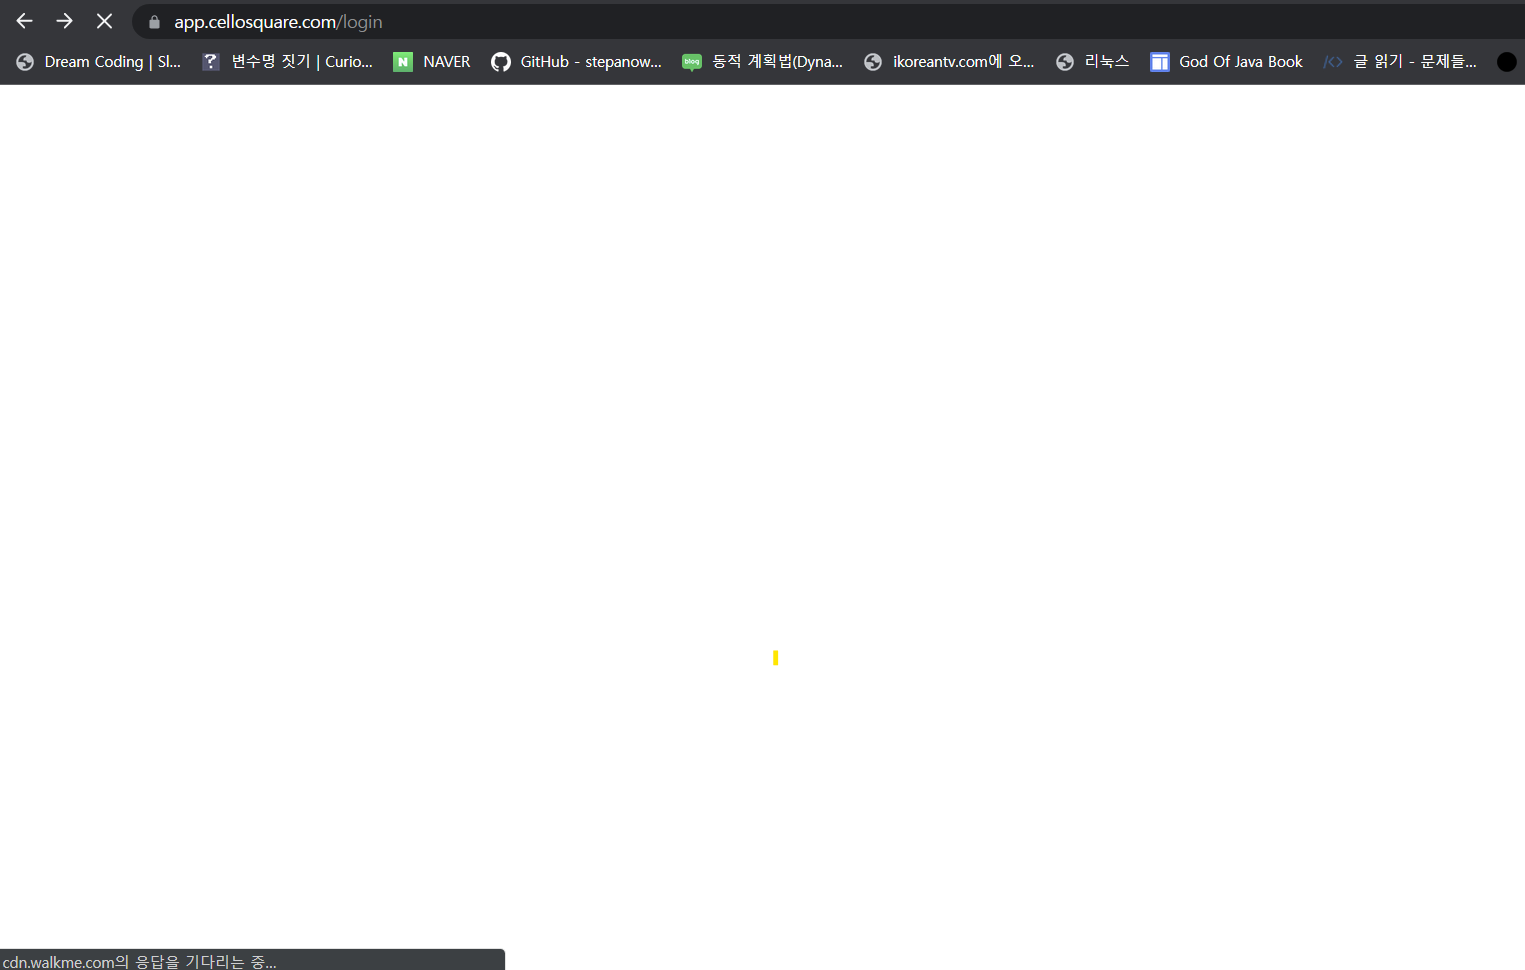 app.cellosquare.com/login
Dream Coding | Sl... 변수명 짓기 | Curio... NAVER GitHub - stepanow... 동적 계획법(Dyna... ikoreantv.com에 오... 리눅스 God Of Java Book 글 읽기 - 문제들...
cdn.walkme.com의 응답을 기다리는 중...